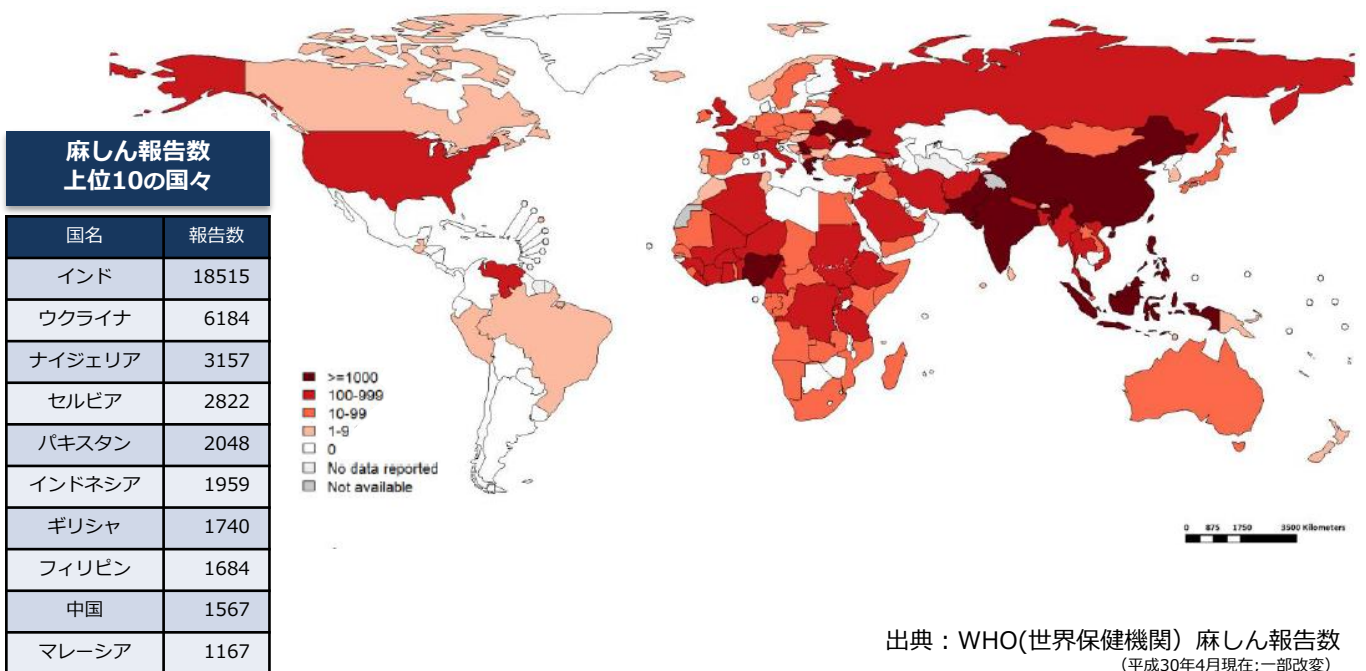 麻しん報告数
上位10の国々
国名 報告数
インド 18515
ウクライナ 6184
ナイジェリア 3157
セルビア 2822
パキスタン 2048
インドネシア 1959
ギリシャ 1740
フィリピン 1684
中国 1567
マレーシア 1167
>=1000
100-999
10-99
1-9
0
No data reported
Not available
0 875 1750 3500 Kilometers
出典：WHO(世界保健機関）麻しん報告数
（平成30年4月現在:一部改変）